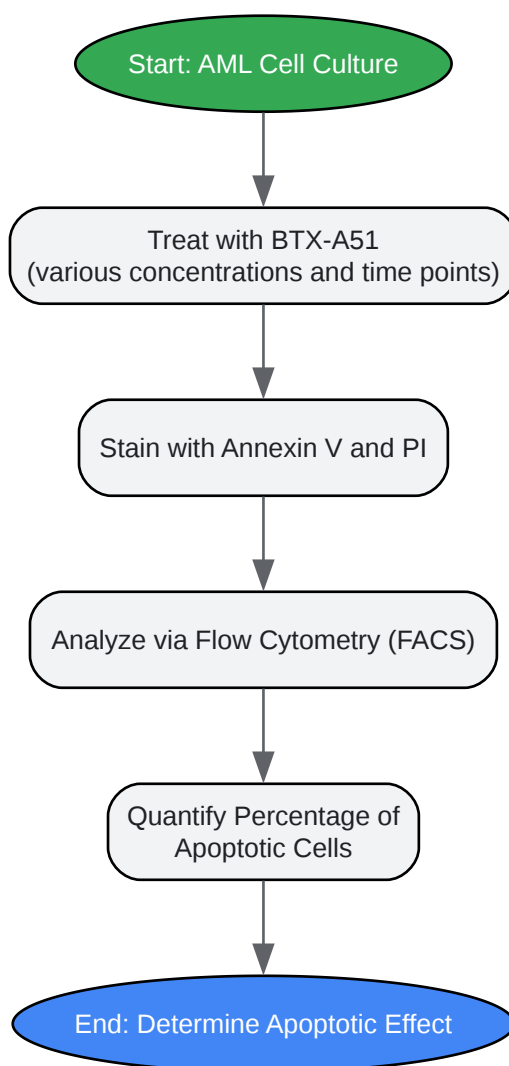 Start: AML Cell Culture
Treat with BTX-A51
(various concentrations and time points)
Stain with Annexin V and PI
Analyze via Flow Cytometry (FACS)
Quantify Percentage of
Apoptotic Cells
End: Determine Apoptotic Effect